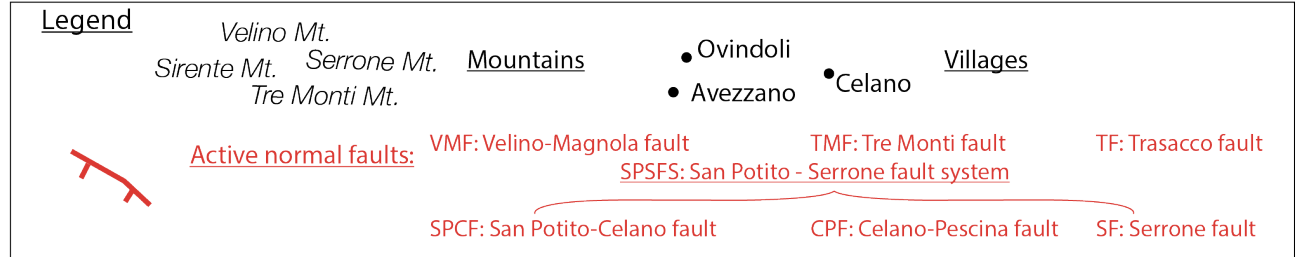 Legend
Velino Mt.
Sirente Mt. Serrone Mt.
Tre Monti Mt.
Mountains
Ovindoli
Avezzano
Celano
Villages
Active normal faults:
VMF: Velino-Magnola fault TMF: Tre Monti fault TF: Trasacco fault
SPSFS: San Potito - Serrone fault system
SPCF: San Potito-Celano fault CPF: Celano-Pescina fault SF: Serrone fault